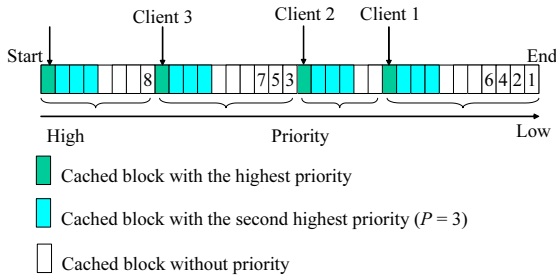 Client 3 Client 2 Client 1
Start End
8 7 5 3 6 4 2 1
High Priority Low
Cached block with the highest priority
Cached block with the second highest priority (P = 3)
Cached block without priority